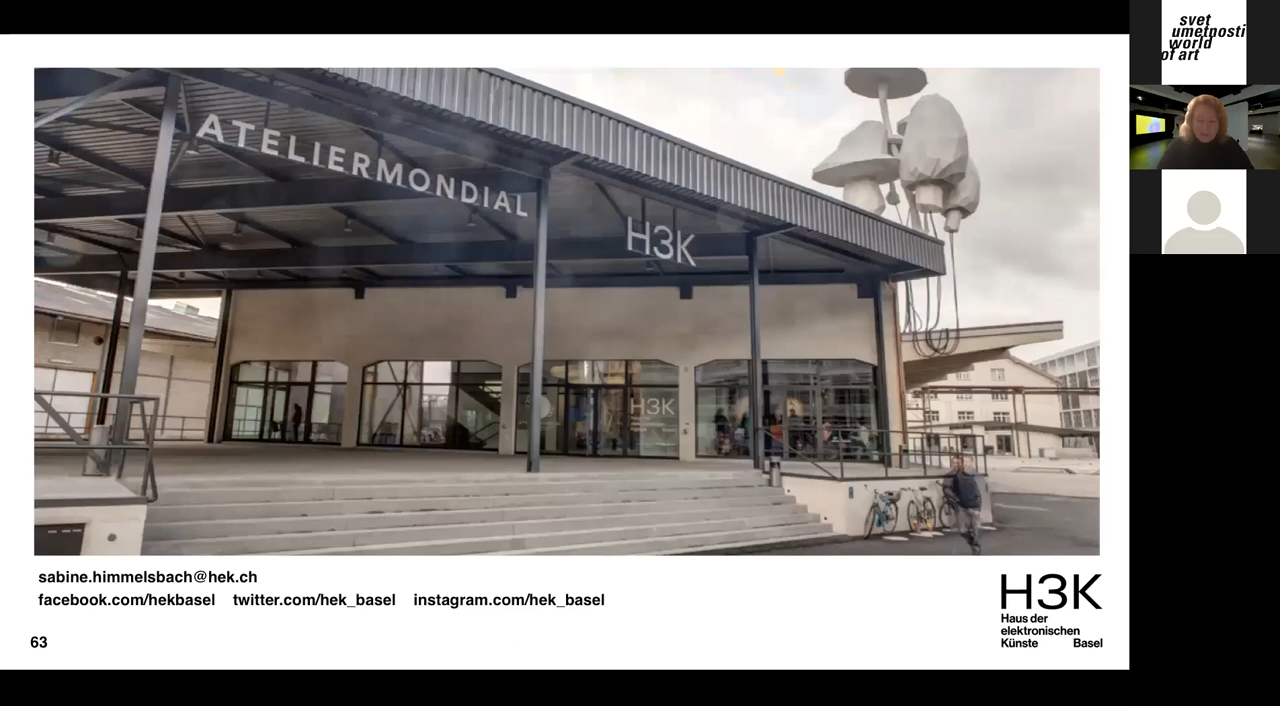 ATELIERMONDIAL
H3K
H3K
sabine.himmelsbach@hek.ch
facebook.com/hekbasel twitter.com/hek_basel instagram.com/hek_basel
63
H3K
Haus der
elektronischen
Künste Basel
svet
umetnosti
world
of art